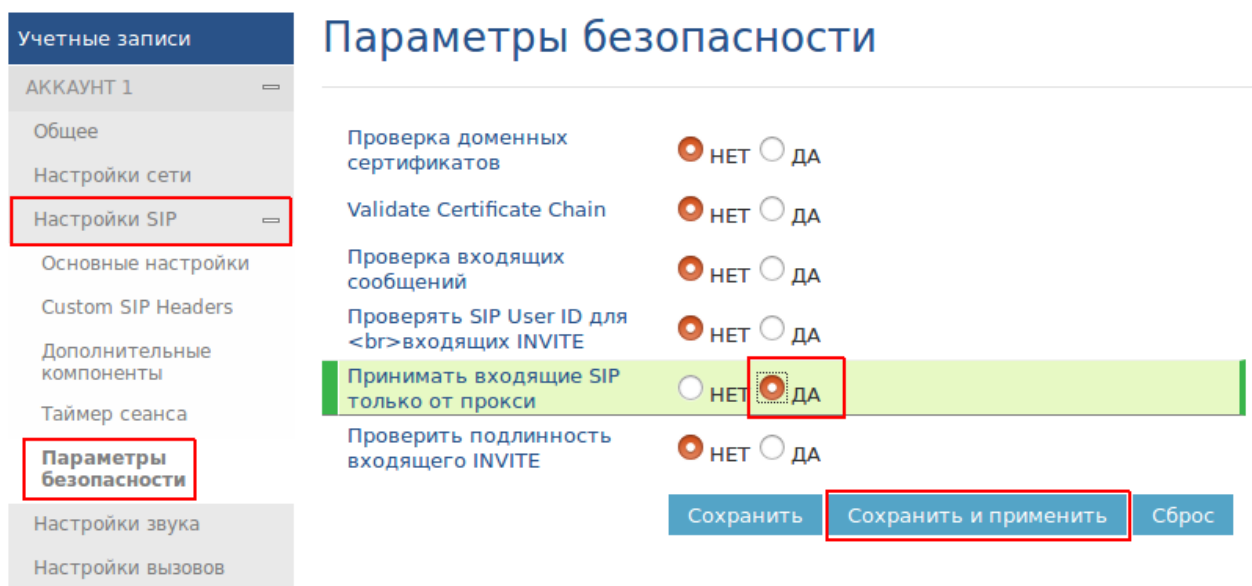 Учетные записи
АККАУНТ 1
Общее
Настройки сети
Настройки SIP
Основные настройки
Custom SIP Headers
Дополнительные
компоненты
Таймер сеанса
Параметры
безопасности
Настройки звука
Настройки вызовов
Параметры безопасности
Проверка доменных
сертификатов
НЕТ ДА
Validate Certificate Chain
НЕТ ДА
Проверка входящих
сообщений
НЕТ ДА
Проверять SIP User ID для
<br>входящих INVITE
НЕТ ДА
Принимать входящие SIP
только от прокси
НЕТ ДА
Проверить подлинность
входящего INVITE
НЕТ ДА
Сохранить Сохранить и применить Сброс